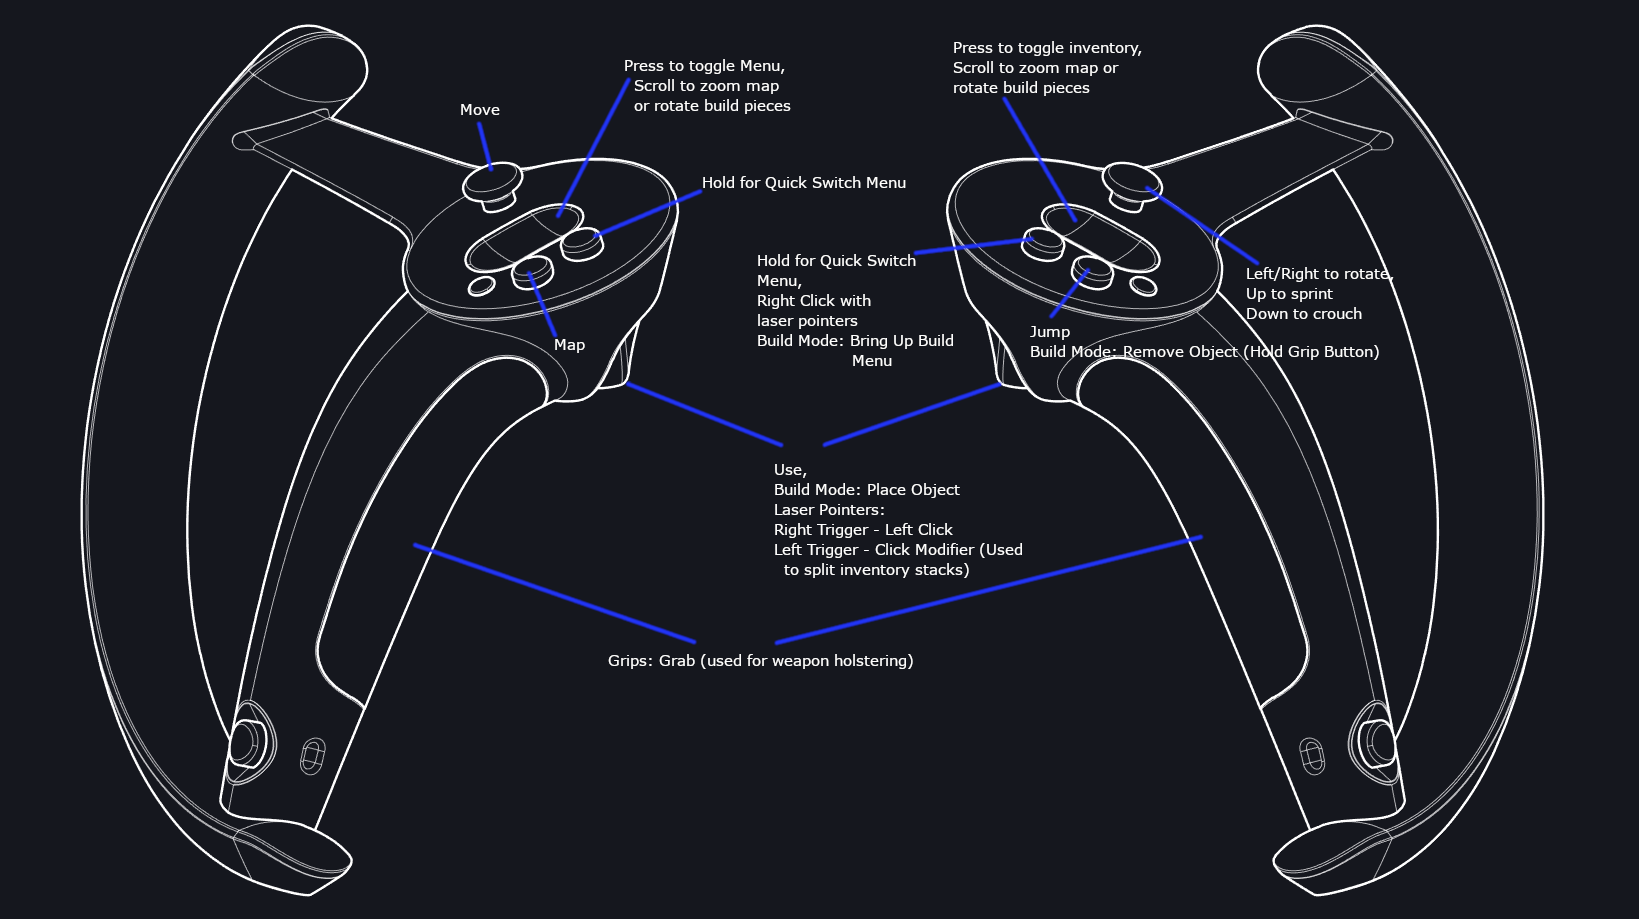 Press to toggle Menu,
Scroll to zoom map
or rotate build pieces
Move
Hold for Quick Switch Menu
Map
Press to toggle inventory,
Scroll to zoom map or
rotate build pieces
Hold for Quick Switch
Menu,
Right Click with
laser pointers
Build Mode: Bring Up Build
Menu
Left/Right to rotate,
Up to sprint
Down to crouch
Jump
Build Mode: Remove Object (Hold Grip Button)
Use,
Build Mode: Place Object
Laser Pointers:
Right Trigger - Left Click
Left Trigger - Click Modifier (Used
to split inventory stacks)
Grips: Grab (used for weapon holstering)